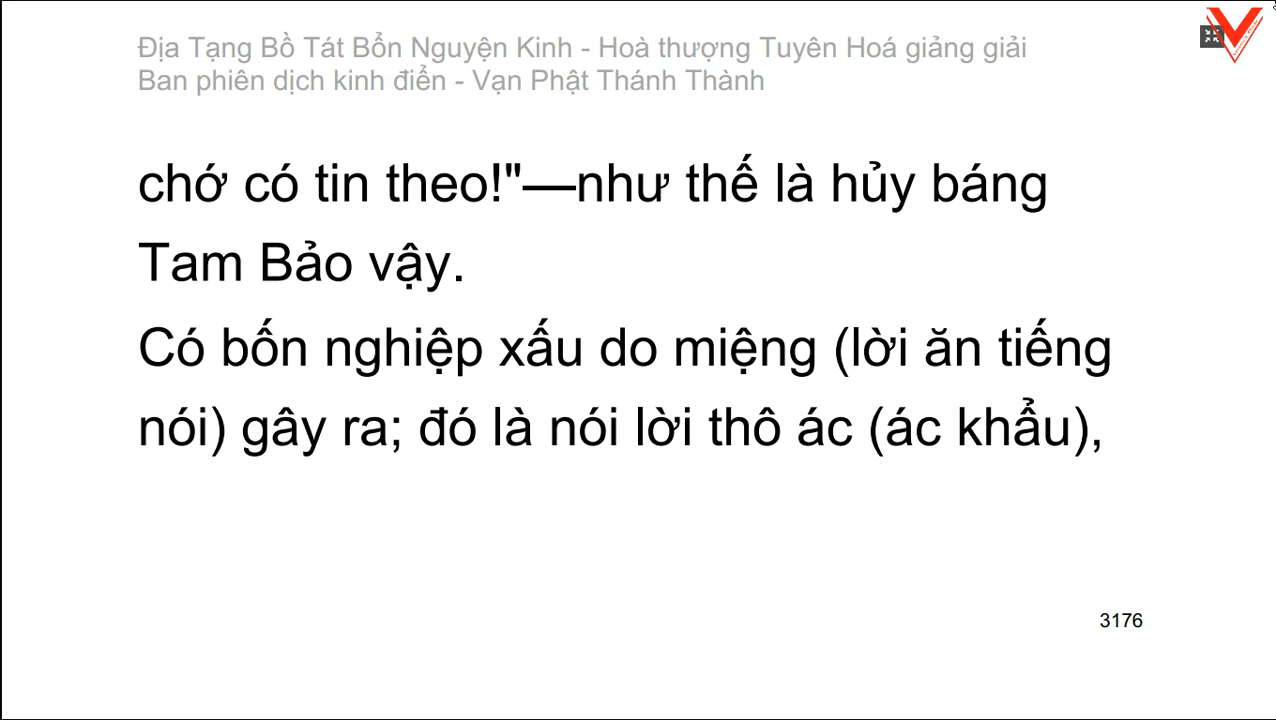 Địa Tạng Bồ Tát Bổn Nguyện Kinh - Hoà thượng Tuyên Hoá giảng giải
Ban phiên dịch kinh điển - Vạn Phật Thánh Thành
chớ có tin theo!"—như thế là hủy báng
Tam Bảo vậy.
Có bốn nghiệp xấu do miệng (lời ăn tiếng
nói) gây ra; đó là nói lời thô ác (ác khẩu),
3176